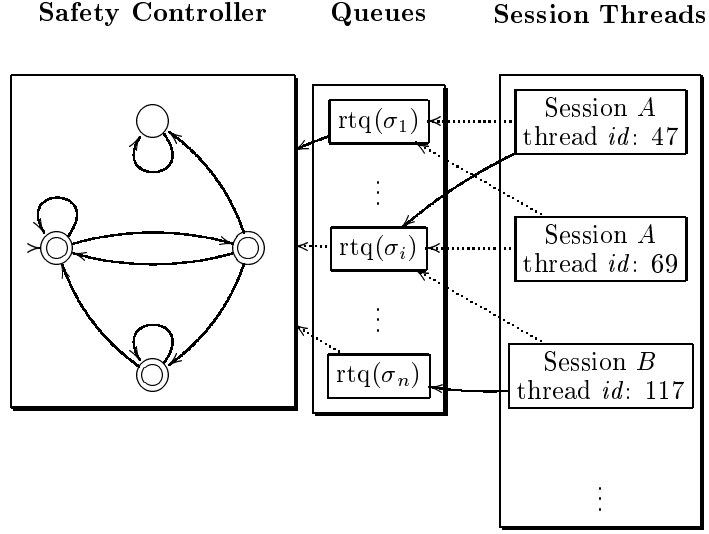 Safety Controller
Queues
Session Threads
rtq(σ₁)
⋮
rtq(σᵢ)
⋮
rtq(σₙ)
Session A
thread id: 47
Session A
thread id: 69
Session B
thread id: 117
⋮